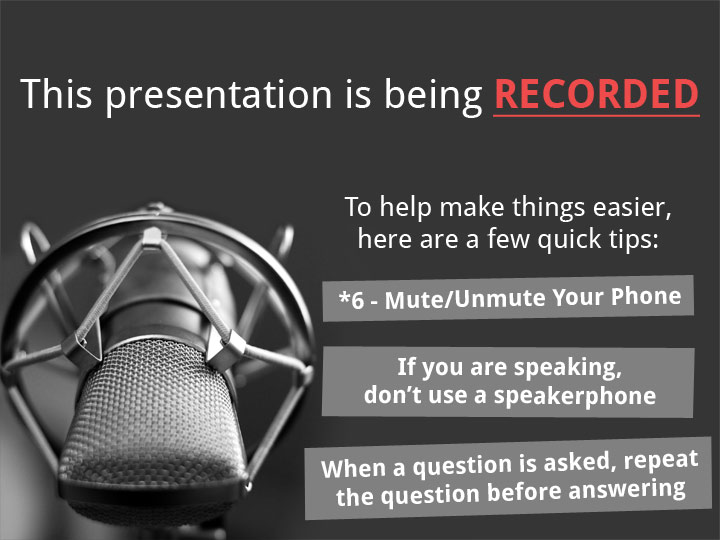 This presentation is being RECORDED
To help make things easier,
here are a few quick tips:
*6 - Mute/Unmute Your Phone
If you are speaking,
don’t use a speakerphone
When a question is asked, repeat
the question before answering